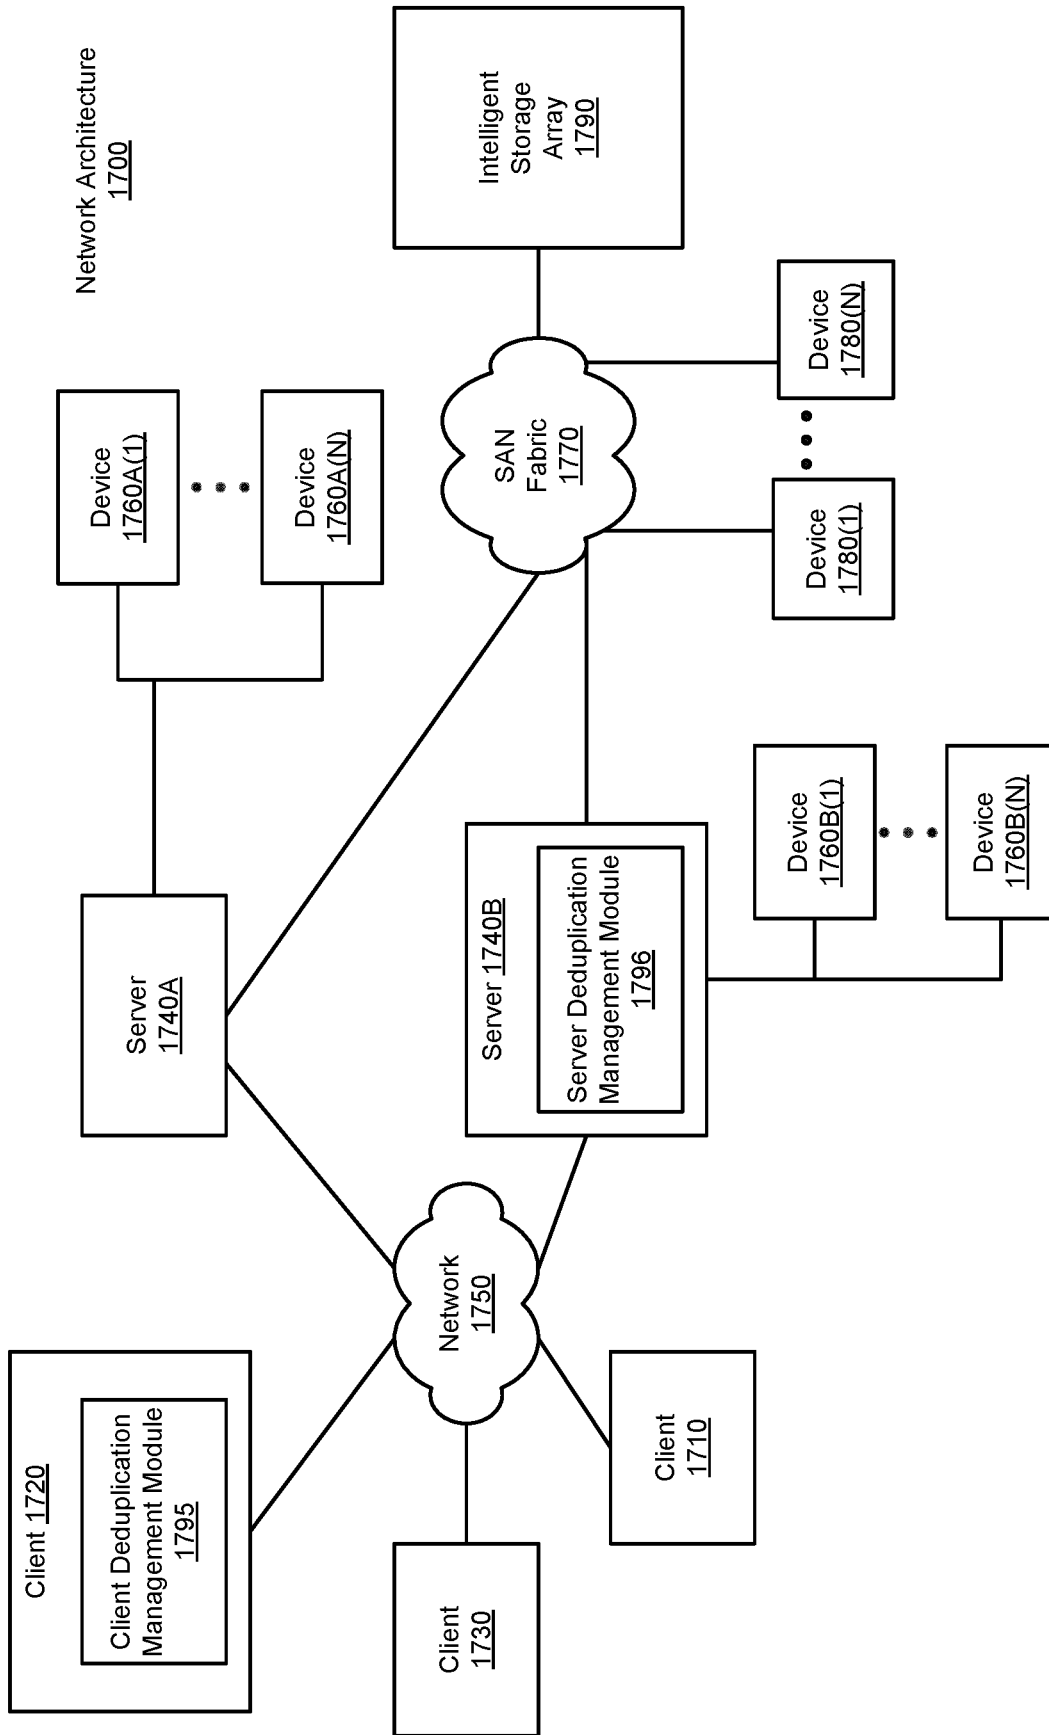 Network Architecture
1700
Client 1720
Client Deduplication
Management Module
1795
Client
1730
Client
1710
Network
1750
Server
1740A
Server 1740B
Server Deduplication
Management Module
1796
Device
1760A(1)
Device
1760A(N)
Device
1760B(1)
Device
1760B(N)
SAN
Fabric
1770
Device
1780(1)
Device
1780(N)
Intelligent
Storage
Array
1790